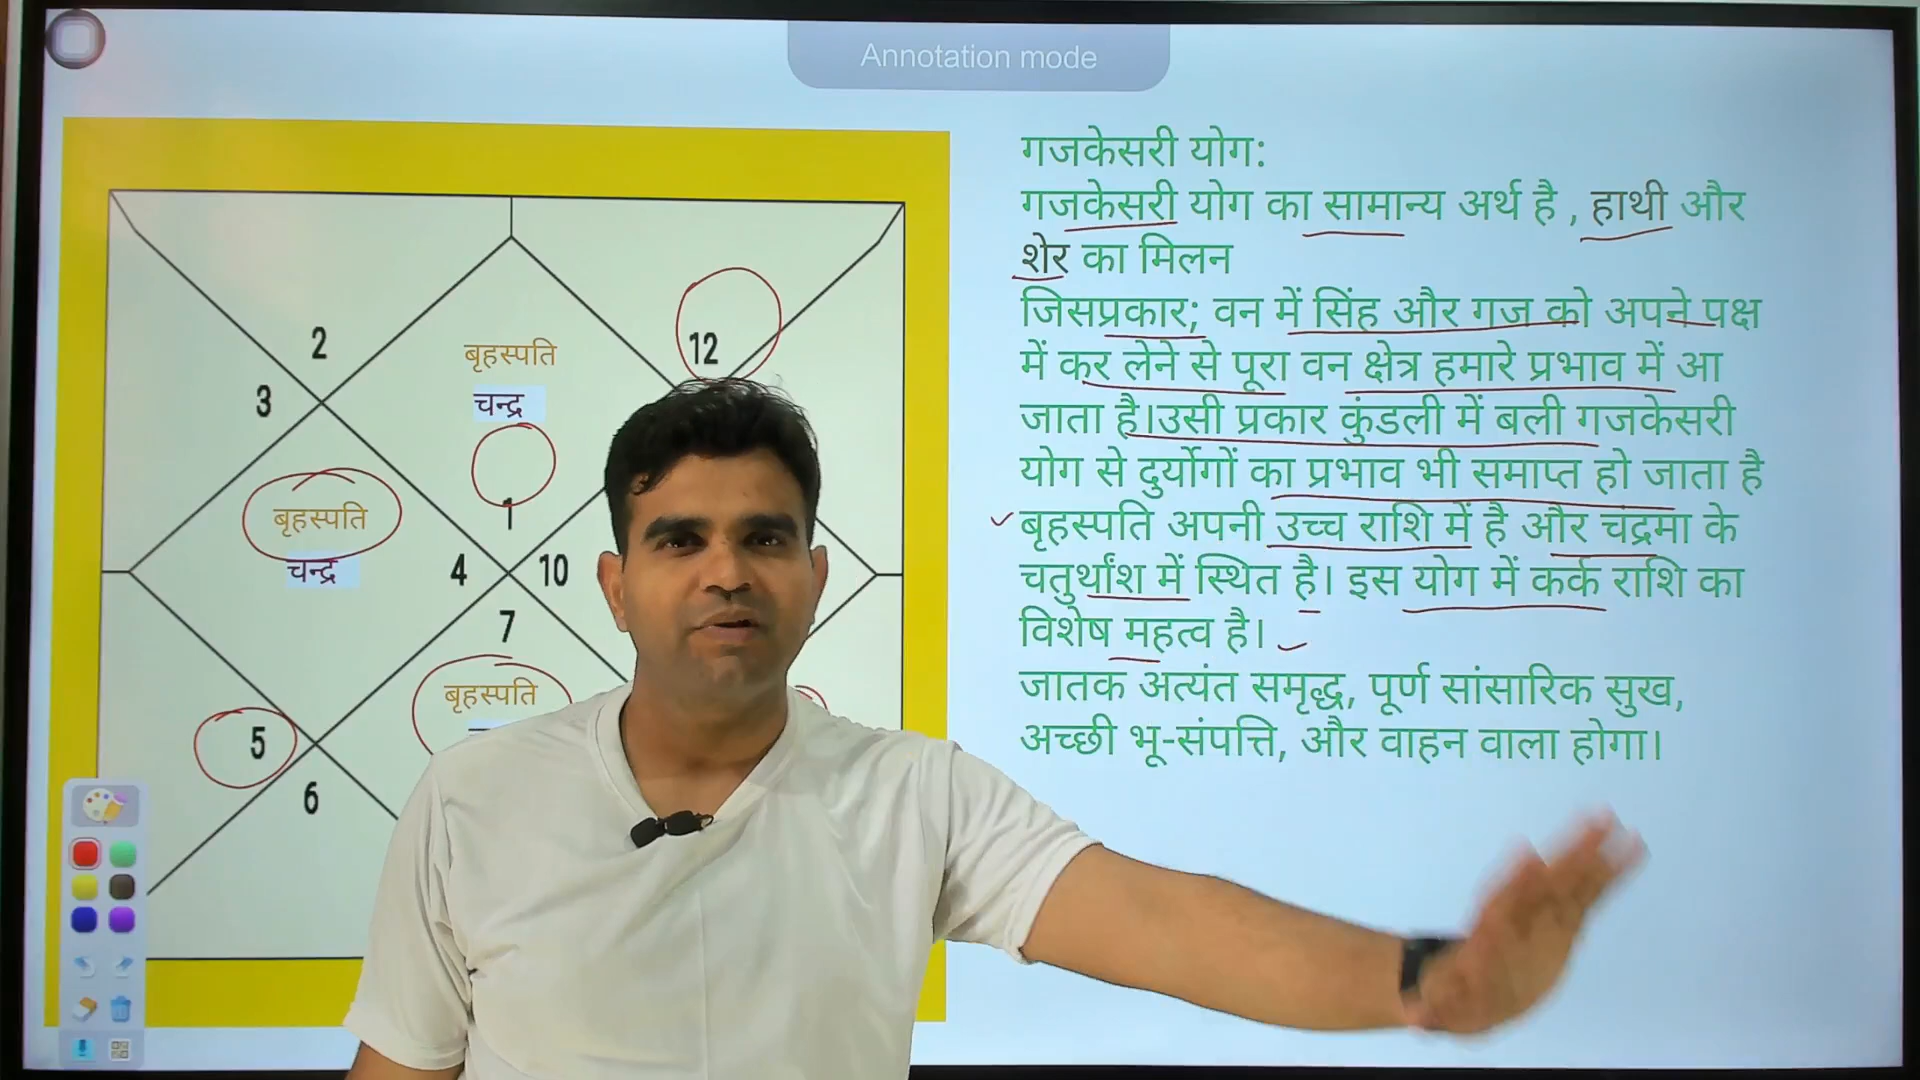 Annotation mode
गजकेसरी योग:
गजकेसरी योग का सामान्य अर्थ है , हाथी और
शेर का मिलन
जिसप्रकार; वन में सिंह और गज को अपने पक्ष
में कर लेने से पूरा वन क्षेत्र हमारे प्रभाव में आ
जाता है।उसी प्रकार कुंडली में बली गजकेसरी
योग से दुर्योगों का प्रभाव भी समाप्त हो जाता है
बृहस्पति अपनी उच्च राशि में है और चंद्रमा के
चतुर्थांश में स्थित है। इस योग में कर्क राशि का
विशेष महत्व है।
जातक अत्यंत समृद्ध, पूर्ण सांसारिक सुख,
अच्छी भू-संपत्ति, और वाहन वाला होगा।
2
12
बृहस्पति
3
चन्द्र
बृहस्पति
1
चन्द्र
4
10
7
बृहस्पति
5
6